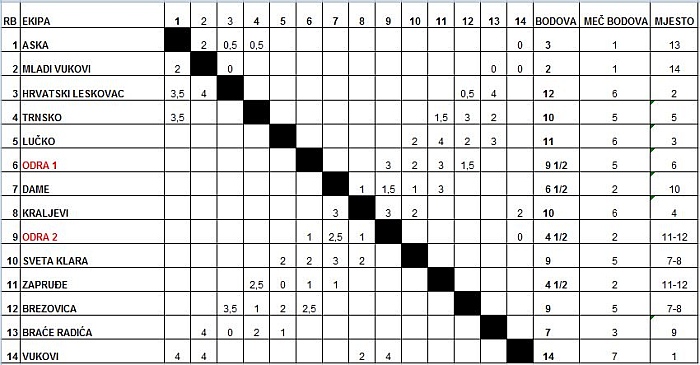 RB EKIPA 1 2 3 4 5 6 7 8 9 10 11 12 13 14 BODOVA MEČ BODOVA MJESTO
1 ASKA 2 0,5 0,5 0 3 1 13
2 MLADI VUKOVI 2 0 0 0 2 1 14
3 HRVATSKI LESKOVAC 3,5 4 0,5 4 12 6 2
4 TRNSKO 3,5 1,5 3 2 10 5 5
5 LUČKO 2 4 2 3 11 6 3
6 ODRA 1 3 2 3 1,5 9 1/2 5 6
7 DAME 1 1,5 1 3 6 1/2 2 10
8 KRALJEVI 3 3 2 2 10 6 4
9 ODRA 2 1 2,5 1 0 4 1/2 2 11-12
10 SVETA KLARA 2 2 3 2 9 5 7-8
11 ZAPRUĐE 2,5 0 1 1 4 1/2 2 11-12
12 BREZOVICA 3,5 1 2 2,5 9 5 7-8
13 BRAĆE RADIĆA 4 0 2 1 7 3 9
14 VUKOVI 4 4 2 4 14 7 1